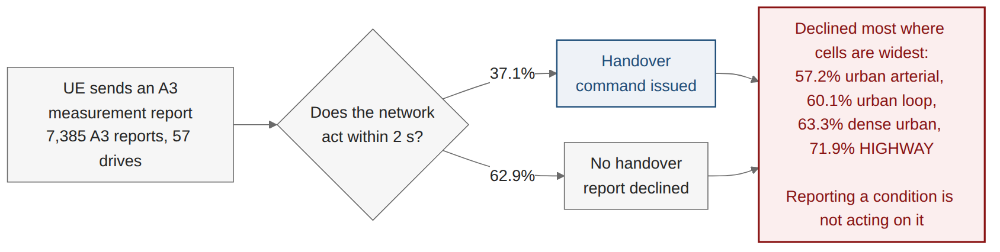 UE sends an A3
measurement report
7,385 A3 reports, 57
drives
Does the network
act within 2 s?
37.1%
62.9%
Handover
command issued
No handover
report declined
Declined most where
cells are widest:
57.2% urban arterial,
60.1% urban loop,
63.3% dense urban,
71.9% HIGHWAY
Reporting a condition is
not acting on it